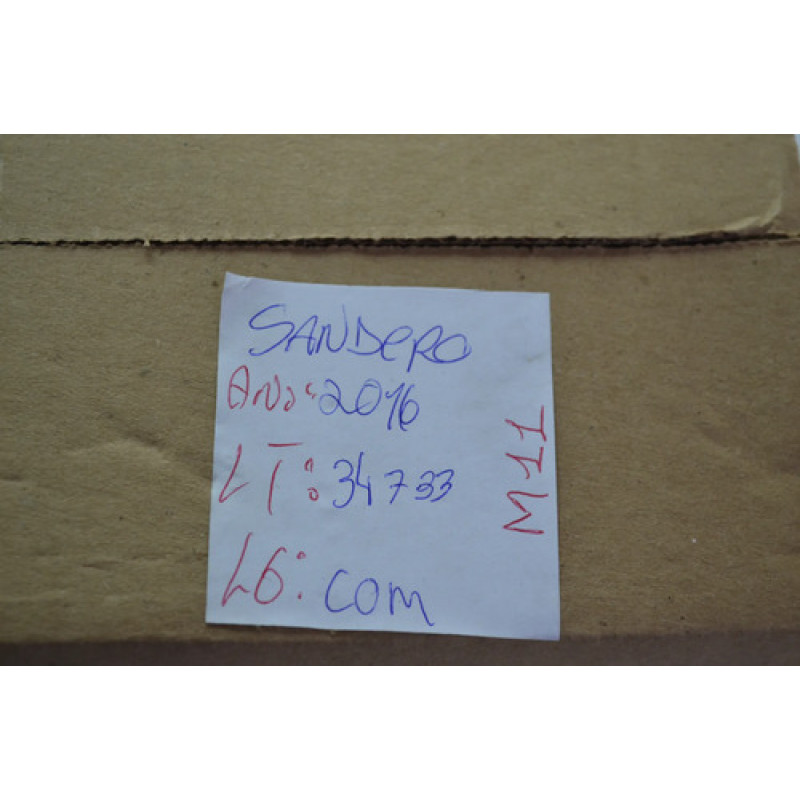 SANDERO
ANO: 2016
LT: 34733
LG: COM
M11